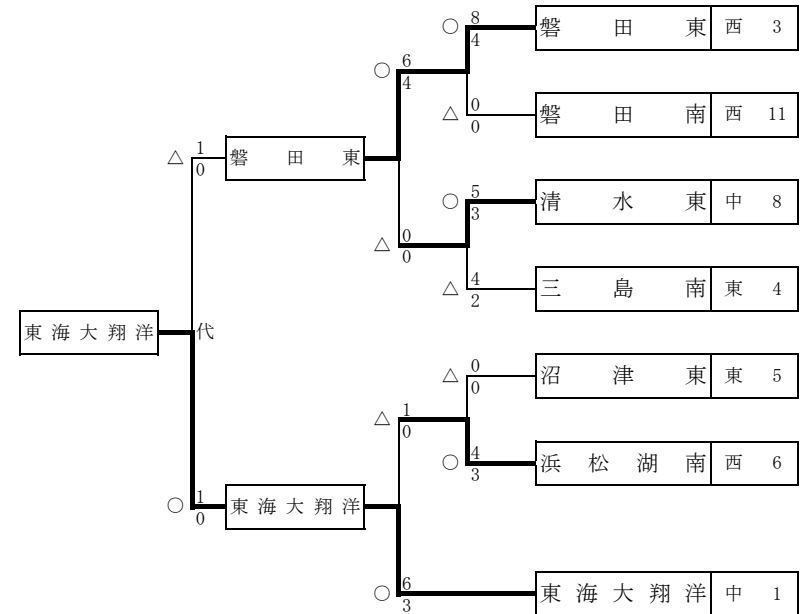 ○ 8 磐田東 西 3
4
○ 6
4
△ 0 磐田南 西 11
0
△ 1 磐田東
0
○ 5 清水東 中 8
3
△ 0
0
△ 4 三島南 東 4
2
東海大翔洋 代
△ 0 沼津東 東 5
0
△ 1
0
○ 4 浜松湖南 西 6
3
○ 1 東海大翔洋
0
○ 6 東海大翔洋 中 1
3